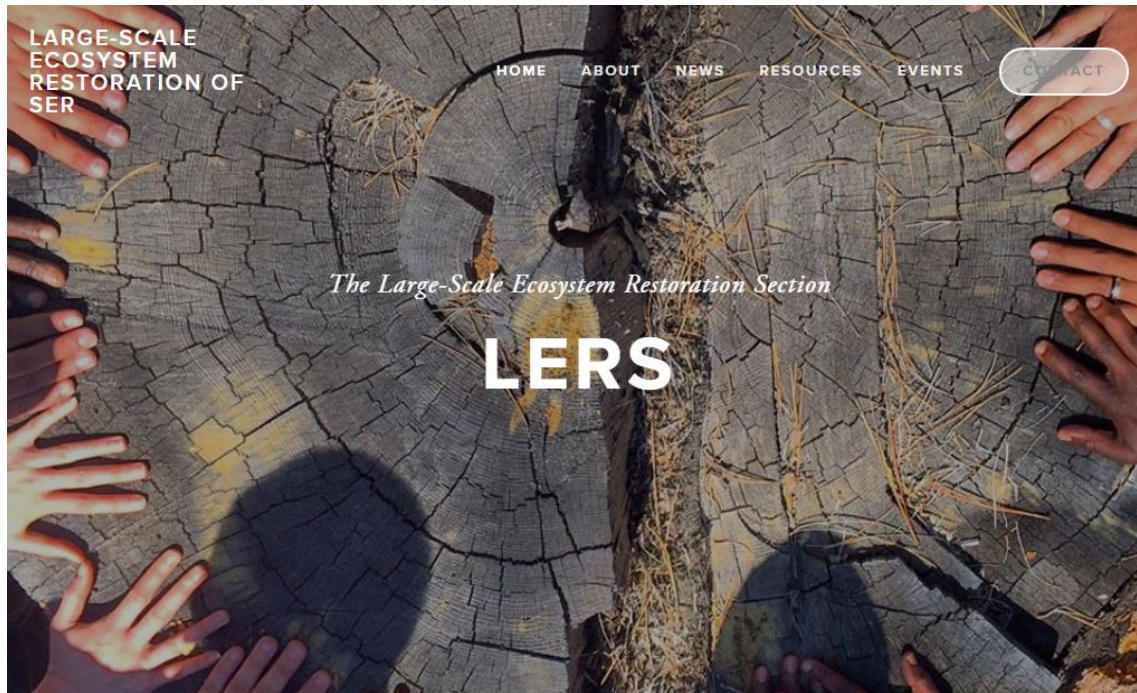 LARGE-SCALE
ECOSYSTEM
RESTORATION OF
SER
HOME ABOUT NEWS RESOURCES EVENTS CONTACT
The Large-Scale Ecosystem Restoration Section
LERS